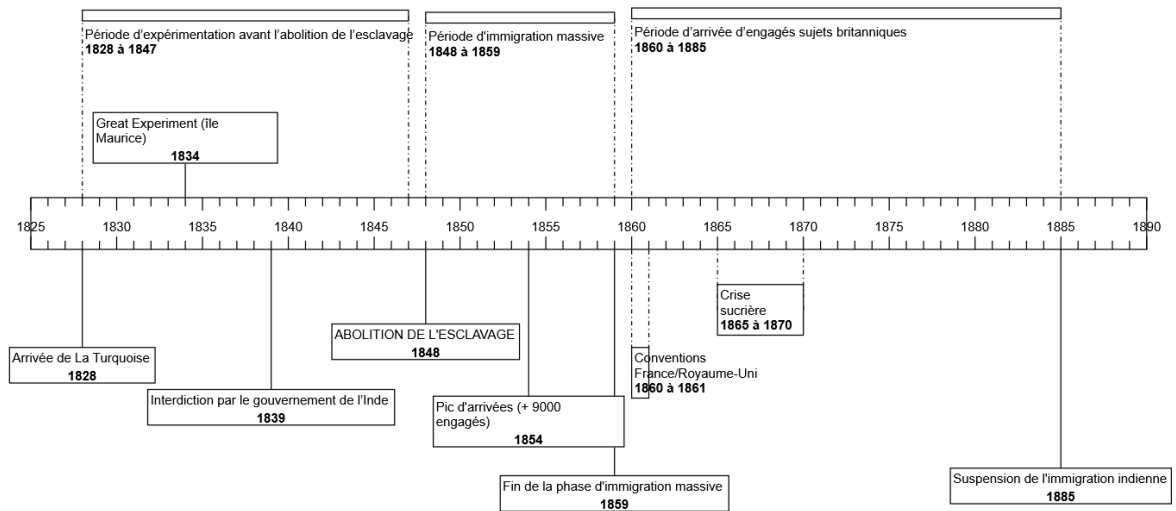 Période d'expérimentation avant l'abolition de l'esclavage
1828 à 1847
Période d'immigration massive
1848 à 1859
Période d'arrivée d'engagés sujets britanniques
1860 à 1885
Great Experiment (île
Maurice)
1834
1825 1830 1835 1840 1845 1850 1855 1860 1865 1870 1875 1880 1885 1890
Arrivée de La Turquoise
1828
Interdiction par le gouvernement de l'Inde
1839
ABOLITION DE L'ESCLAVAGE
1848
Pic d'arrivées (+ 9000
engagés)
1854
Fin de la phase d'immigration massive
1859
Conventions
France/Royaume-Uni
1860 à 1861
Crise
sucrière
1865 à 1870
Suspension de l'immigration indienne
1885